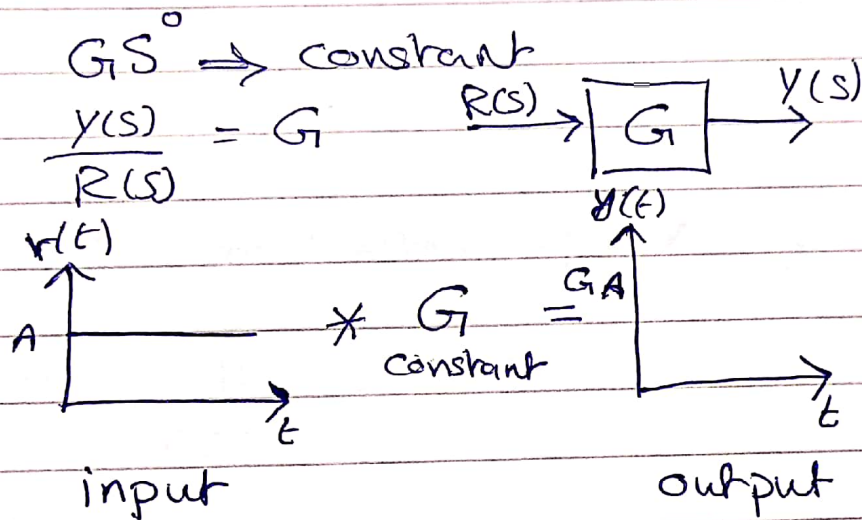 GS° ⇒ constant
Y(S) / R(S) = G    R(S) → G → Y(S)
r(t)    y(t)
A    * G =    GA
constant
t    t
input    output